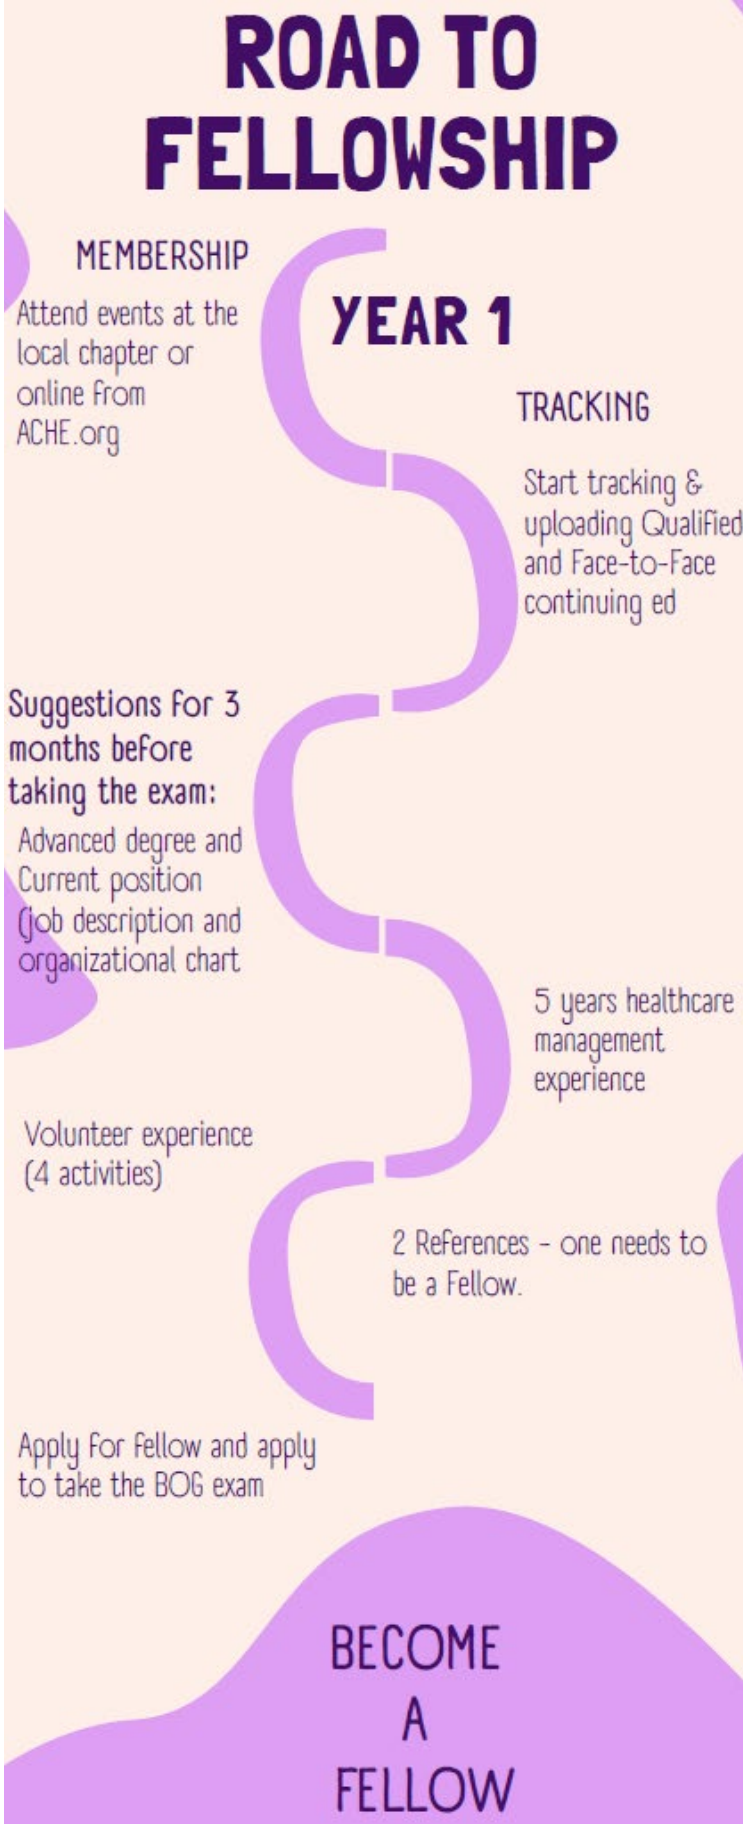 ROAD TO
FELLOWSHIP
MEMBERSHIP
Attend events at the
local chapter or
online from
ACHE.org
YEAR 1
TRACKING
Start tracking &
uploading Qualified
and Face-to-Face
continuing ed
Suggestions for 3
months before
taking the exam:
Advanced degree and
Current position
(job description and
organizational chart
5 years healthcare
management
experience
Volunteer experience
(4 activities)
2 References - one needs to
be a Fellow.
Apply for fellow and apply
to take the BOG exam
BECOME
A
FELLOW